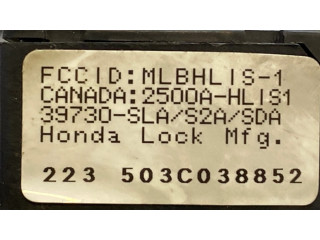 FCCID:MLBHLIS-1
CANADA:2500A-HLIS1
39730-SLA/S2A/SDA
Honda Lock Mfg.
223 503C038852